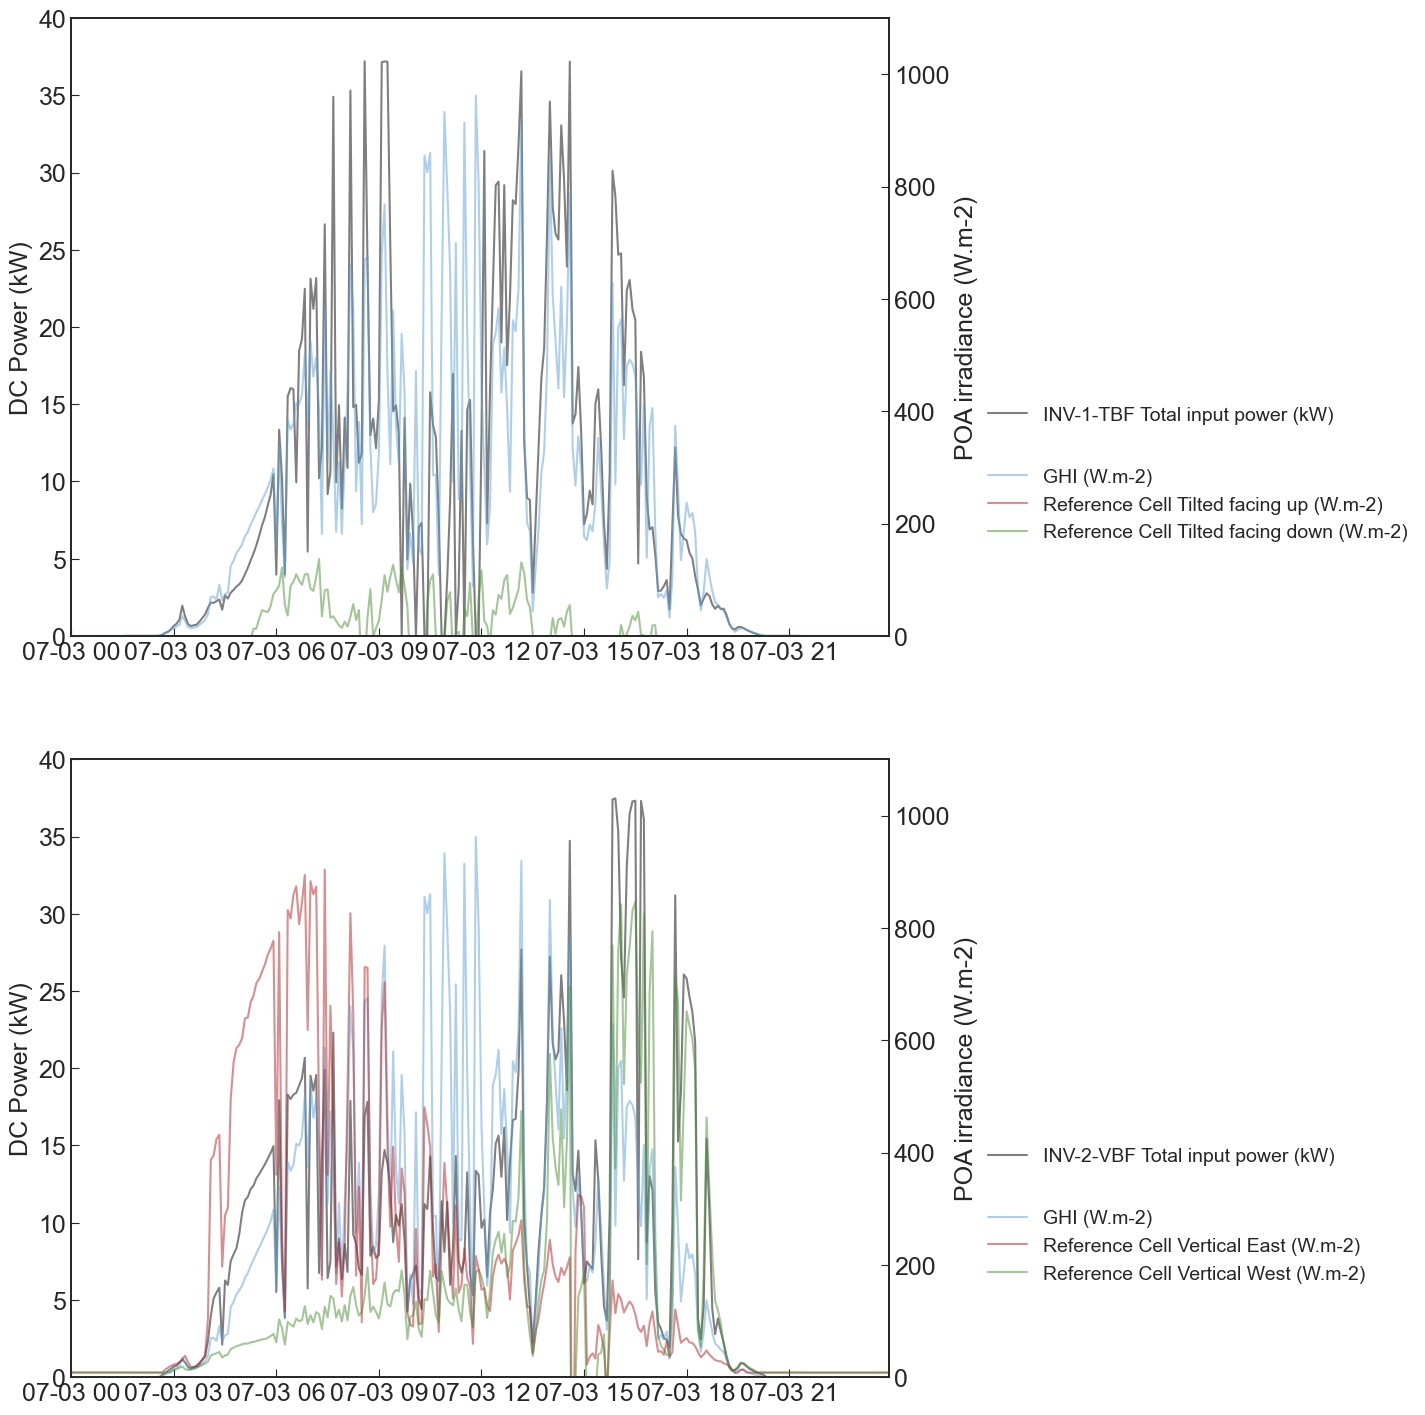 40
35
30
25
20
15
10
5
0
DC Power (kW)
1000
800
600
400
200
0
POA irradiance (W.m-2)
07-03 00 07-03 03 07-03 06 07-03 09 07-03 12 07-03 15 07-03 18 07-03 21
INV-1-TBF Total input power (kW)
GHI (W.m-2)
Reference Cell Tilted facing up (W.m-2)
Reference Cell Tilted facing down (W.m-2)
40
35
30
25
20
15
10
5
0
DC Power (kW)
1000
800
600
400
200
0
POA irradiance (W.m-2)
07-03 00 07-03 03 07-03 06 07-03 09 07-03 12 07-03 15 07-03 18 07-03 21
INV-2-VBF Total input power (kW)
GHI (W.m-2)
Reference Cell Vertical East (W.m-2)
Reference Cell Vertical West (W.m-2)